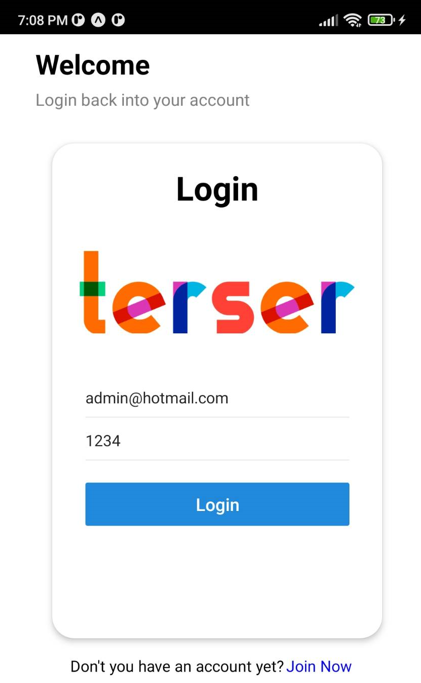 7:08 PM
73
Welcome
Login back into your account
Login
terser
admin@hotmail.com
1234
Login
Don't you have an account yet? Join Now